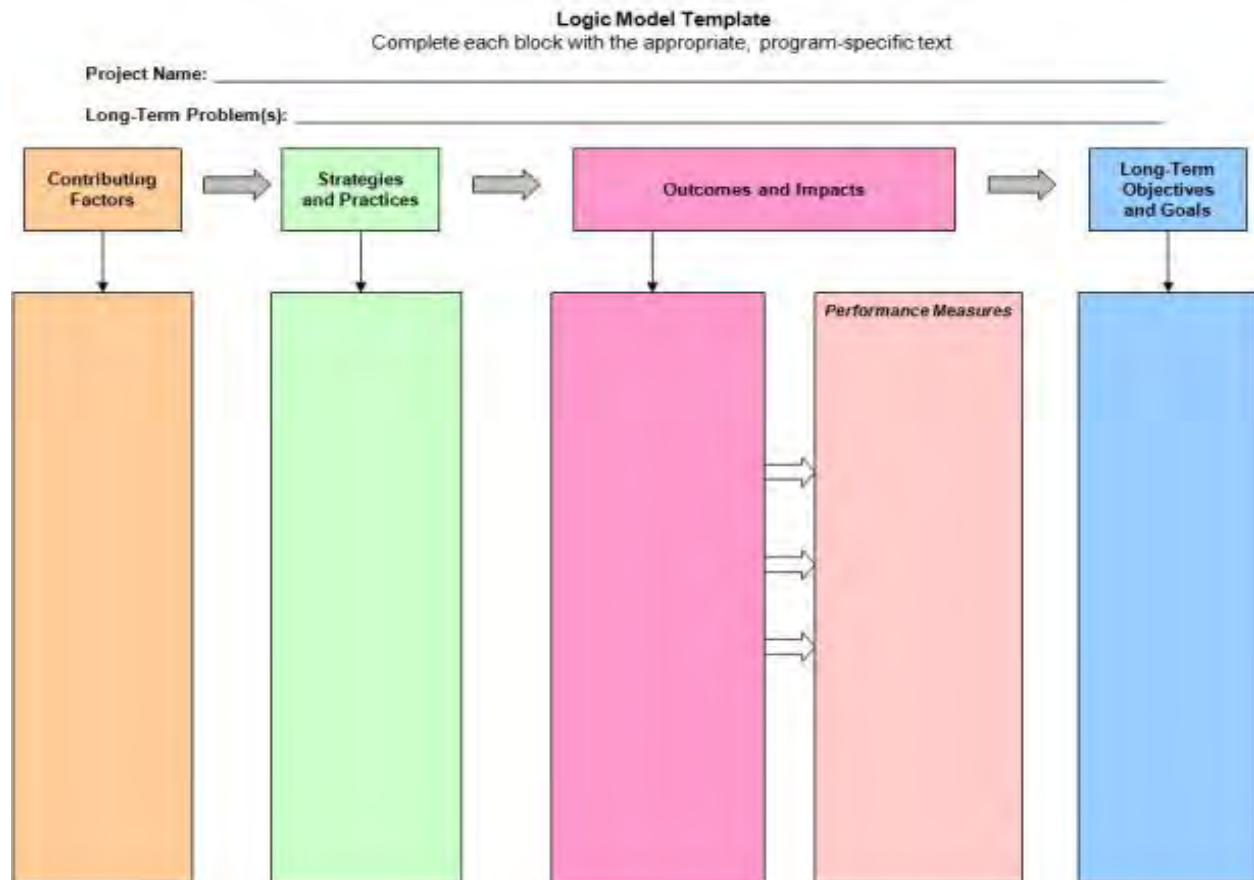 Logic Model Template
Complete each block with the appropriate, program-specific text
Project Name:
Long-Term Problem(s):
Contributing
Factors
Strategies
and Practices
Outcomes and Impacts
Long-Term
Objectives
and Goals
Performance Measures